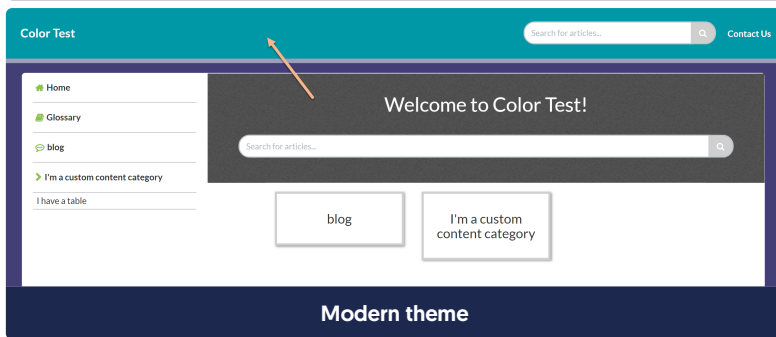 Color Test
Search for articles...
Contact Us
Home
Glossary
blog
I'm a custom content category
I have a table
Welcome to Color Test!
Search for articles...
blog
I'm a custom
content category
Modern theme